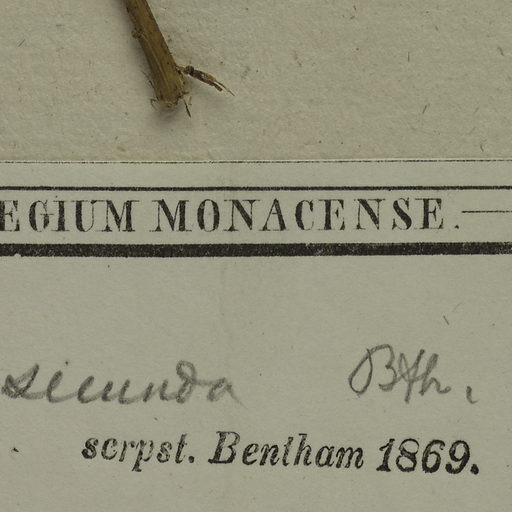 EGIUM MONACENSE.
secunda Bth.
scrpst. Bentham 1869.